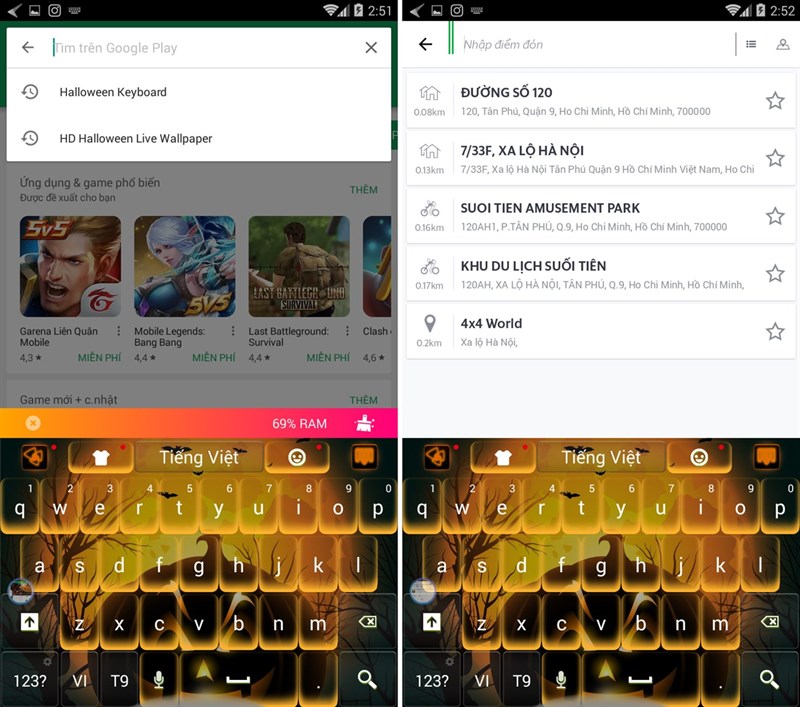 2:51
Tìm trên Google Play
Halloween Keyboard
HD Halloween Live Wallpaper
Ứng dụng & game phổ biến
Được đề xuất cho bạn
THÊM
5v5
Garena Liên Quân
Mobile
4,3 ★ MIỄN PHÍ
5V5
Mobile Legends:
Bang Bang
4,4 ★ MIỄN PHÍ
LAST BATTLEGROUND
SURVIVAL
Last Battleground:
Survival
4,4 ★ MIỄN PHÍ
Clash
4,6 ★
Game mới + c.nhật
THÊM
69% RAM
Tiếng Việt
1 2 3 4 5 6 7 8 9 0
q w e r t y u i o p
a s d f g h j k l
z x c v b n m
123? VI T9 .
2:52
Nhập điểm đón
ĐƯỜNG SỐ 120
0.08km
120, Tân Phú, Quận 9, Ho Chi Minh, Hồ Chí Minh, 700000
7/33F, XA LỘ HÀ NỘI
0.13km
7/33F, Xa lộ Hà Nội Tân Phú Quận 9 Hồ Chí Minh Việt Nam, Ho Chi
SUOI TIEN AMUSEMENT PARK
0.16km
120AH1, P.TÂN PHÚ, Q.9, Ho Chi Minh, Hồ Chí Minh, 700000
KHU DU LỊCH SUỐI TIÊN
0.17km
120AH, XA LỘ HÀ NỘI, TÂN PHÚ, Q.9, Ho Chi Minh, Hồ Chí Minh,
4x4 World
0.2km
Xa lộ Hà Nội,
Tiếng Việt
1 2 3 4 5 6 7 8 9 0
q w e r t y u i o p
a s d f g h j k l
z x c v b n m
123? VI T9 .